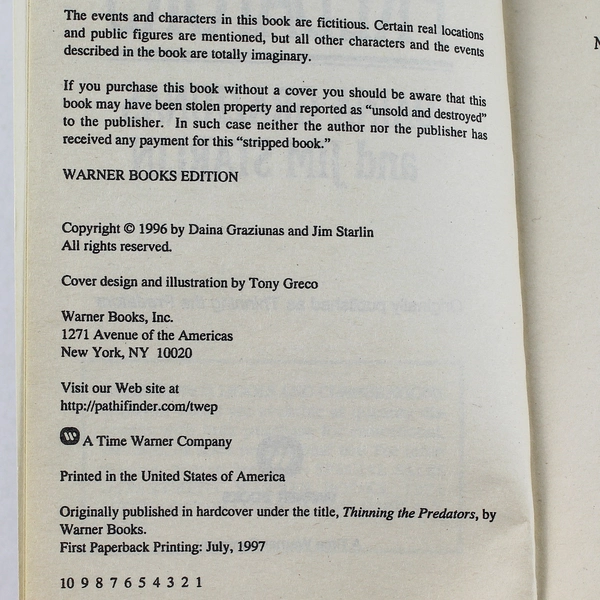 The events and characters in this book are fictitious. Certain real locations
and public figures are mentioned, but all other characters and the events
described in the book are totally imaginary.
If you purchase this book without a cover you should be aware that this
book may have been stolen property and reported as “unsold and destroyed”
to the publisher. In such case neither the author nor the publisher has
received any payment for this “stripped book.”
WARNER BOOKS EDITION
Copyright © 1996 by Daina Graziunas and Jim Starlin
All rights reserved.
Cover design and illustration by Tony Greco
Warner Books, Inc.
1271 Avenue of the Americas
New York, NY 10020
Visit our Web site at
http://pathifinder.com/twep
A Time Warner Company
Printed in the United States of America
Originally published in hardcover under the title, Thinning the Predators, by
Warner Books.
First Paperback Printing: July, 1997
10 9 8 7 6 5 4 3 2 1